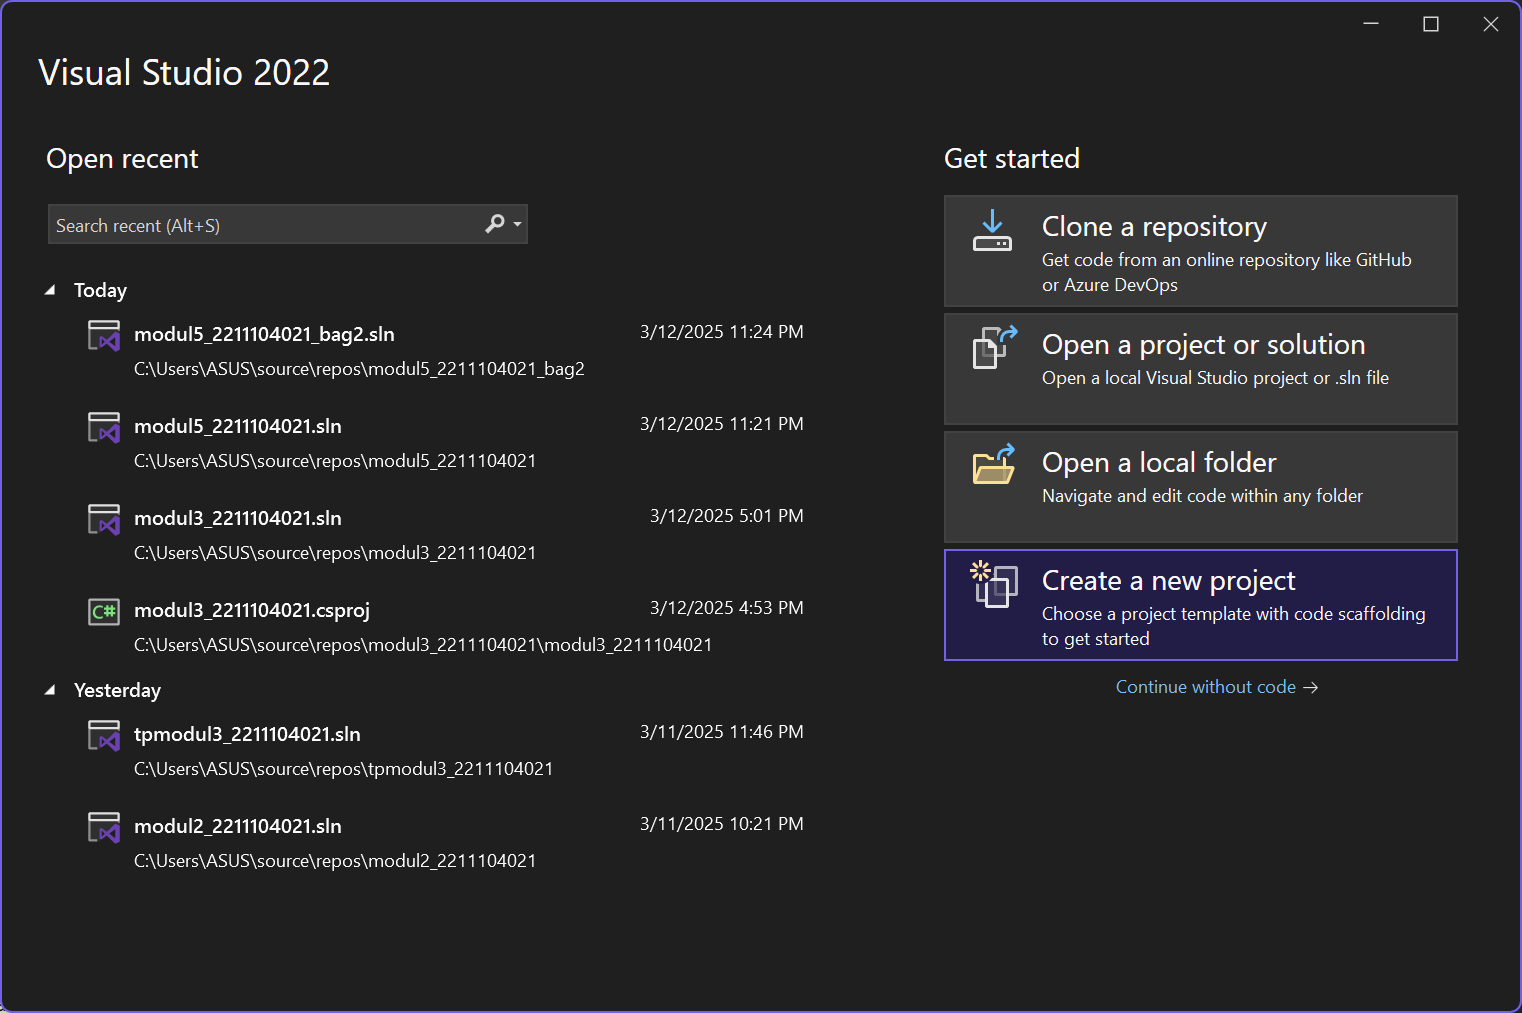 Visual Studio 2022
Open recent
Search recent (Alt+S)
Today
modul5_2211104021_bag2.sln 3/12/2025 11:24 PM
C:\Users\ASUS\source\repos\modul5_2211104021_bag2
modul5_2211104021.sln 3/12/2025 11:21 PM
C:\Users\ASUS\source\repos\modul5_2211104021
modul3_2211104021.sln 3/12/2025 5:01 PM
C:\Users\ASUS\source\repos\modul3_2211104021
C# modul3_2211104021.csproj 3/12/2025 4:53 PM
C:\Users\ASUS\source\repos\modul3_2211104021\modul3_2211104021
Yesterday
tpmodul3_2211104021.sln 3/11/2025 11:46 PM
C:\Users\ASUS\source\repos\tpmodul3_2211104021
modul2_2211104021.sln 3/11/2025 10:21 PM
C:\Users\ASUS\source\repos\modul2_2211104021
Get started
Clone a repository
Get code from an online repository like GitHub
or Azure DevOps
Open a project or solution
Open a local Visual Studio project or .sln file
Open a local folder
Navigate and edit code within any folder
Create a new project
Choose a project template with code scaffolding
to get started
Continue without code →